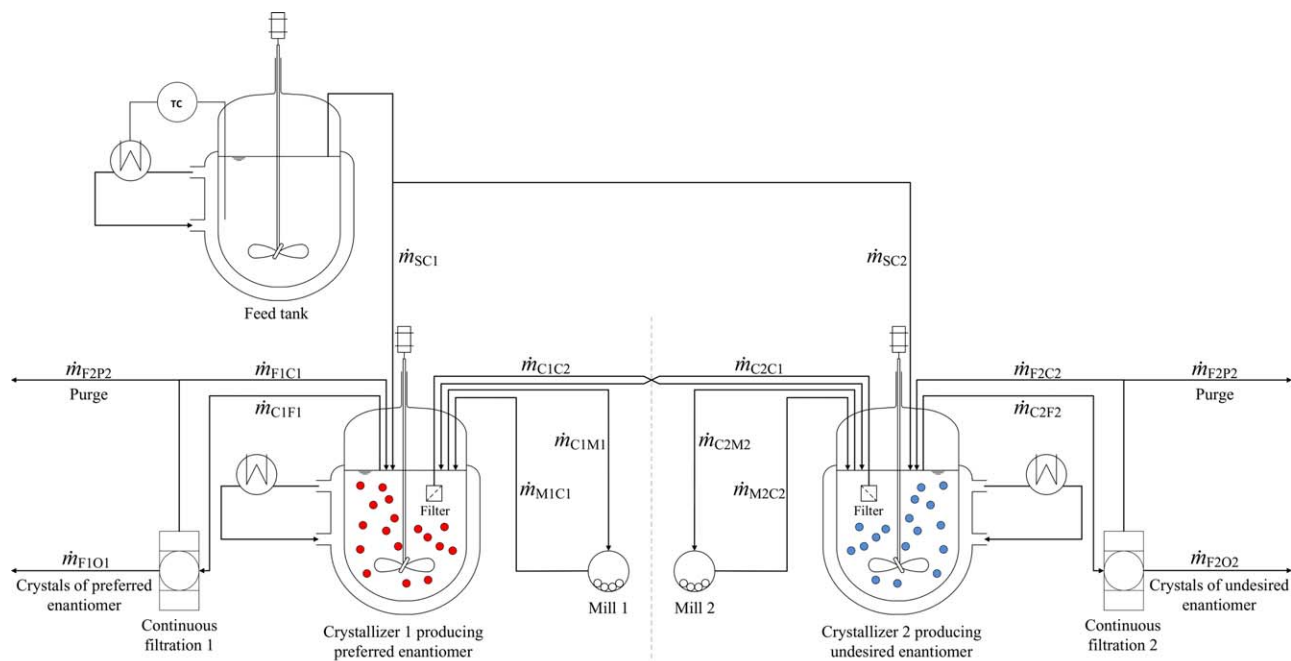 TC
ṁSC1
ṁSC2
Feed tank
ṁF2P2
Purge
ṁF1C1
ṁC1C2
ṁC2C1
ṁF2C2
ṁF2P2
Purge
ṁC1F1
ṁC2F2
ṁC1M1
ṁC2M2
ṁM1C1
ṁM2C2
Filter
Filter
ṁF1O1
Crystals of preferred
enantiomer
ṁF2O2
Crystals of undesired
enantiomer
Mill 1
Mill 2
Continuous
filtration 1
Crystallizer 1 producing
preferred enantiomer
Crystallizer 2 producing
undesired enantiomer
Continuous
filtration 2